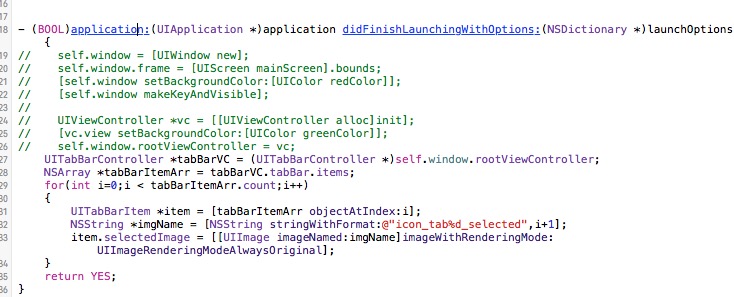 16
17
18 - (BOOL)application:(UIApplication *)application didFinishLaunchingWithOptions:(NSDictionary *)launchOptions
{
19 //    self.window = [UIWindow new];
20 //    self.window.frame = [UIScreen mainScreen].bounds;
21 //    [self.window setBackgroundColor:[UIColor redColor]];
22 //    [self.window makeKeyAndVisible];
23 //
24 //    UIViewController *vc = [[UIViewController alloc]init];
25 //    [vc.view setBackgroundColor:[UIColor greenColor]];
26 //    self.window.rootViewController = vc;
27     UITabBarController *tabBarVC = (UITabBarController *)self.window.rootViewController;
28     NSArray *tabBarItemArr = tabBarVC.tabBar.items;
29     for(int i=0;i < tabBarItemArr.count;i++)
30     {
31         UITabBarItem *item = [tabBarItemArr objectAtIndex:i];
32         NSString *imgName = [NSString stringWithFormat:@"icon_tab%d_selected",i+1];
33         item.selectedImage = [[UIImage imageNamed:imgName]imageWithRenderingMode:
UIImageRenderingModeAlwaysOriginal];
34     }
35     return YES;
36 }